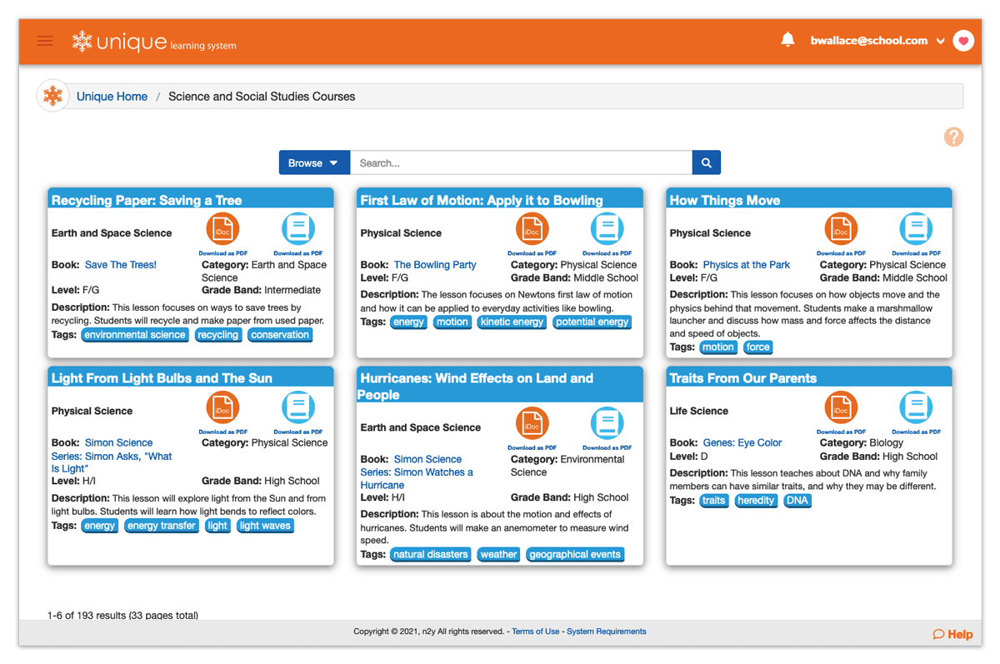 unique learning system
bwallace@school.com
Unique Home / Science and Social Studies Courses
?
Browse
Search...
Recycling Paper: Saving a Tree
Earth and Space Science
iDoc
Download as PDF
Download as PDF
Book: Save The Trees!
Category: Earth and Space
Science
Level: F/G
Grade Band: Intermediate
Description: This lesson focuses on ways to save trees by
recycling. Students will recycle and make paper from used paper.
Tags: environmental science recycling conservation
First Law of Motion: Apply it to Bowling
Physical Science
iDoc
Download as PDF
Download as PDF
Book: The Bowling Party
Category: Physical Science
Level: F/G
Grade Band: Middle School
Description: The lesson focuses on Newtons first law of motion
and how it can be applied to everyday activities like bowling.
Tags: energy motion kinetic energy potential energy
How Things Move
Physical Science
iDoc
Download as PDF
Download as PDF
Book: Physics at the Park
Category: Physical Science
Level: F/G
Grade Band: Middle School
Description: This lesson focuses on how objects move and the
physics behind that movement. Students make a marshmallow
launcher and discuss how mass and force affects the distance
and speed of objects.
Tags: motion force
Light From Light Bulbs and The Sun
Physical Science
iDoc
Download as PDF
Download as PDF
Book: Simon Science
Series: Simon Asks, "What
Is Light"
Category: Physical Science
Level: H/I
Grade Band: High School
Description: This lesson will explore light from the Sun and from
light bulbs. Students will learn how light bends to reflect colors.
Tags: energy energy transfer light light waves
Hurricanes: Wind Effects on Land and
People
Earth and Space Science
iDoc
Download as PDF
Download as PDF
Book: Simon Science
Series: Simon Watches a
Hurricane
Category: Environmental
Science
Level: H/I
Grade Band: High School
Description: This lesson is about the motion and effects of
hurricanes. Students will make an anemometer to measure wind
speed.
Tags: natural disasters weather geographical events
Traits From Our Parents
Life Science
iDoc
Download as PDF
Download as PDF
Book: Genes: Eye Color
Category: Biology
Level: D
Grade Band: High School
Description: This lesson teaches about DNA and why family
members can have similar traits, and why they may be different.
Tags: traits heredity DNA
1-6 of 193 results (33 pages total)
Copyright © 2021, n2y All rights reserved. - Terms of Use - System Requirements
Help